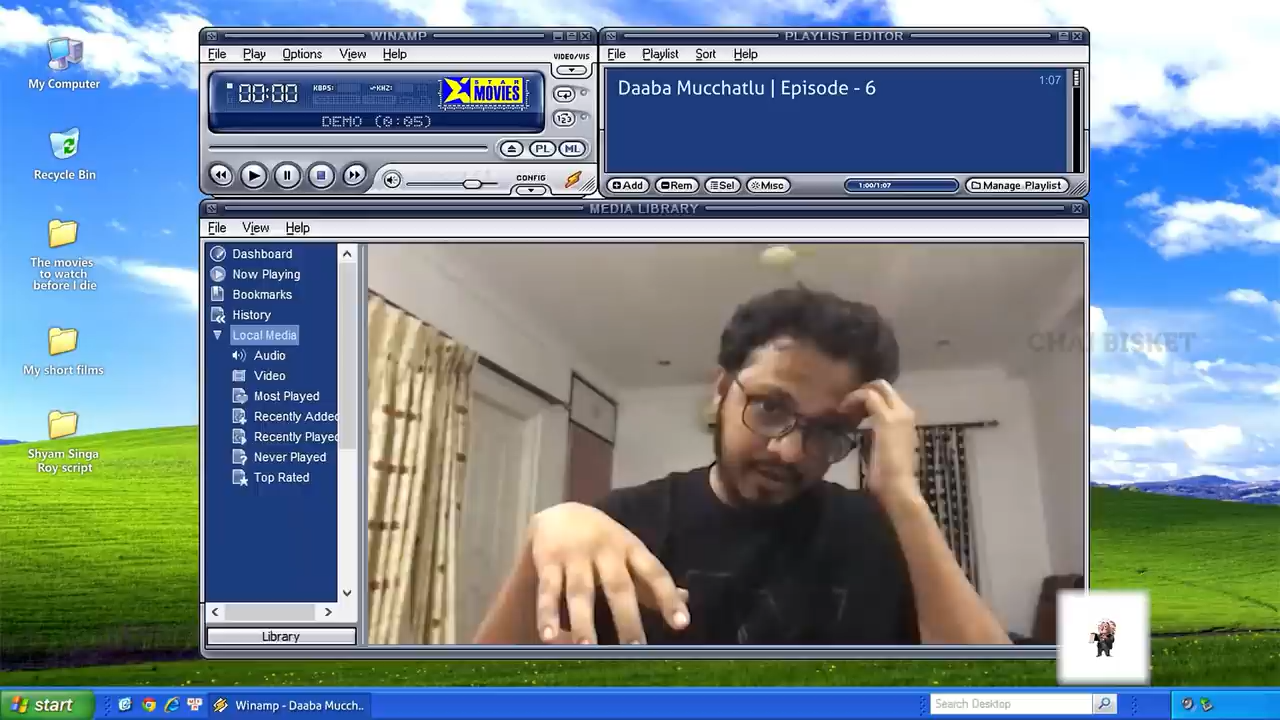 My Computer
Recycle Bin
The movies
to watch
before I die
My short films
Shyam Singa
Roy script
WINAMP
File Play Options View Help
VIDEO/VIS
00:00
KBPS:
KHZ:
STAR
MOVIES
DEMO (0:05)
PL ML
CONFIG
PLAYLIST EDITOR
File Playlist Sort Help
Daaba Mucchatlu | Episode - 6
1:07
Add Rem Sel Misc
1:00/1:07
Manage Playlist
MEDIA LIBRARY
File View Help
Dashboard
Now Playing
Bookmarks
History
Local Media
Audio
Video
Most Played
Recently Added
Recently Playe
Never Played
Top Rated
Library
CHAI BISKET
start
Winamp - Daaba Mucch..
Search Desktop